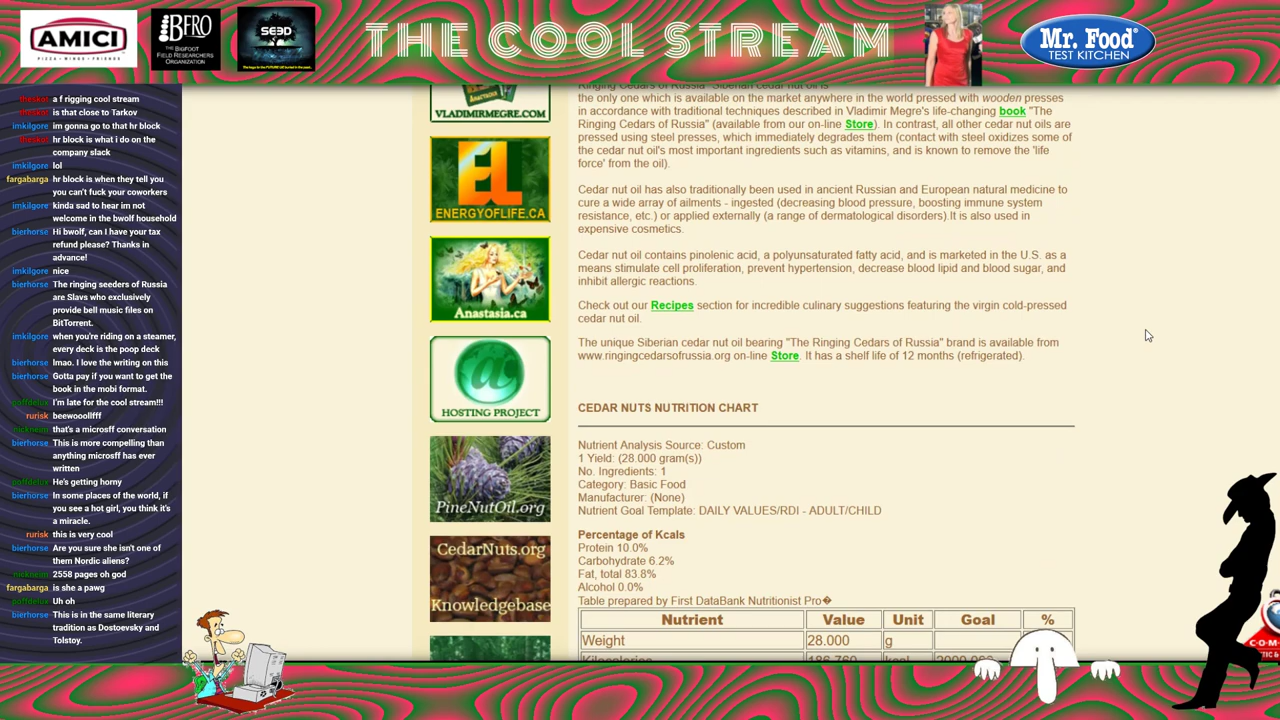 AMICI
PIZZA • WINGS • FRIENDS
BFRO
THE BIGFOOT
FIELD RESEARCHERS
ORGANIZATION
SEED
THE COOL STREAM
Mr. Food®
TEST KITCHEN
theskot a f rigging cool stream
theskot is that close to Tarkov
imkilgore im gonna go to that hr block
theskot hr block is what i do on the
company slack
imkilgore lol
fargabarga hr block is when they tell you
you can't fuck your coworkers
imkilgore kinda sad to hear im not
welcome in the bwolf household
bierhorse Hi bwolf, can I have your tax
refund please? Thanks in
advance!
imkilgore nice
bierhorse The ringing seeders of Russia
are Slavs who exclusively
provide bell music files on
BitTorrent.
imkilgore when you're riding on a steamer,
every deck is the poop deck
bierhorse lmao. I love the writing on this
bierhorse Gotta pay if you want to get the
book in the mobi format.
I'm late for the cool stream!!!
rurisk beewooollfff
that's a microsff conversation
bierhorse This is more compelling than
anything microsff has ever
written
He's getting horny
bierhorse In some places of the world, if
you see a hot girl, you think it's
a miracle.
rurisk this is very cool
bierhorse Are you sure she isn't one of
them Nordic aliens?
2558 pages oh god
fargabarga is she a pawg
Uh oh
bierhorse This is in the same literary
tradition as Dostoevsky and
Tolstoy.
VLADIMIRMEGRE.COM
EL
ENERGYOFLIFE.CA
Anastasia.ca
@
HOSTING PROJECT
PineNutOil.org
CedarNuts.org
Knowledgebase
Ringing Cedars of Russia" Siberian cedar nut oil is
the only one which is available on the market anywhere in the world pressed with wooden presses
in accordance with traditional techniques described in Vladimir Megre's life-changing book "The
Ringing Cedars of Russia" (available from our on-line Store). In contrast, all other cedar nut oils are
pressed using steel presses, which immediately degrades them (contact with steel oxidizes some of
the cedar nut oil's most important ingredients such as vitamins, and is known to remove the 'life
force' from the oil).
Cedar nut oil has also traditionally been used in ancient Russian and European natural medicine to
cure a wide array of ailments - ingested (decreasing blood pressure, boosting immune system
resistance, etc.) or applied externally (a range of dermatological disorders).It is also used in
expensive cosmetics.
Cedar nut oil contains pinolenic acid, a polyunsaturated fatty acid, and is marketed in the U.S. as a
means stimulate cell proliferation, prevent hypertension, decrease blood lipid and blood sugar, and
inhibit allergic reactions.
Check out our Recipes section for incredible culinary suggestions featuring the virgin cold-pressed
cedar nut oil.
The unique Siberian cedar nut oil bearing "The Ringing Cedars of Russia" brand is available from
www.ringingcedarsofrussia.org on-line Store. It has a shelf life of 12 months (refrigerated).
CEDAR NUTS NUTRITION CHART
Nutrient Analysis Source: Custom
1 Yield: (28.000 gram(s))
No. Ingredients: 1
Category: Basic Food
Manufacturer: (None)
Nutrient Goal Template: DAILY VALUES/RDI - ADULT/CHILD
Percentage of Kcals
Protein 10.0%
Carbohydrate 6.2%
Fat, total 83.8%
Alcohol 0.0%
Table prepared by First DataBank Nutritionist Pro�
Nutrient Value Unit Goal %
Weight 28.000 g
Kilocalories 186.760 kcal